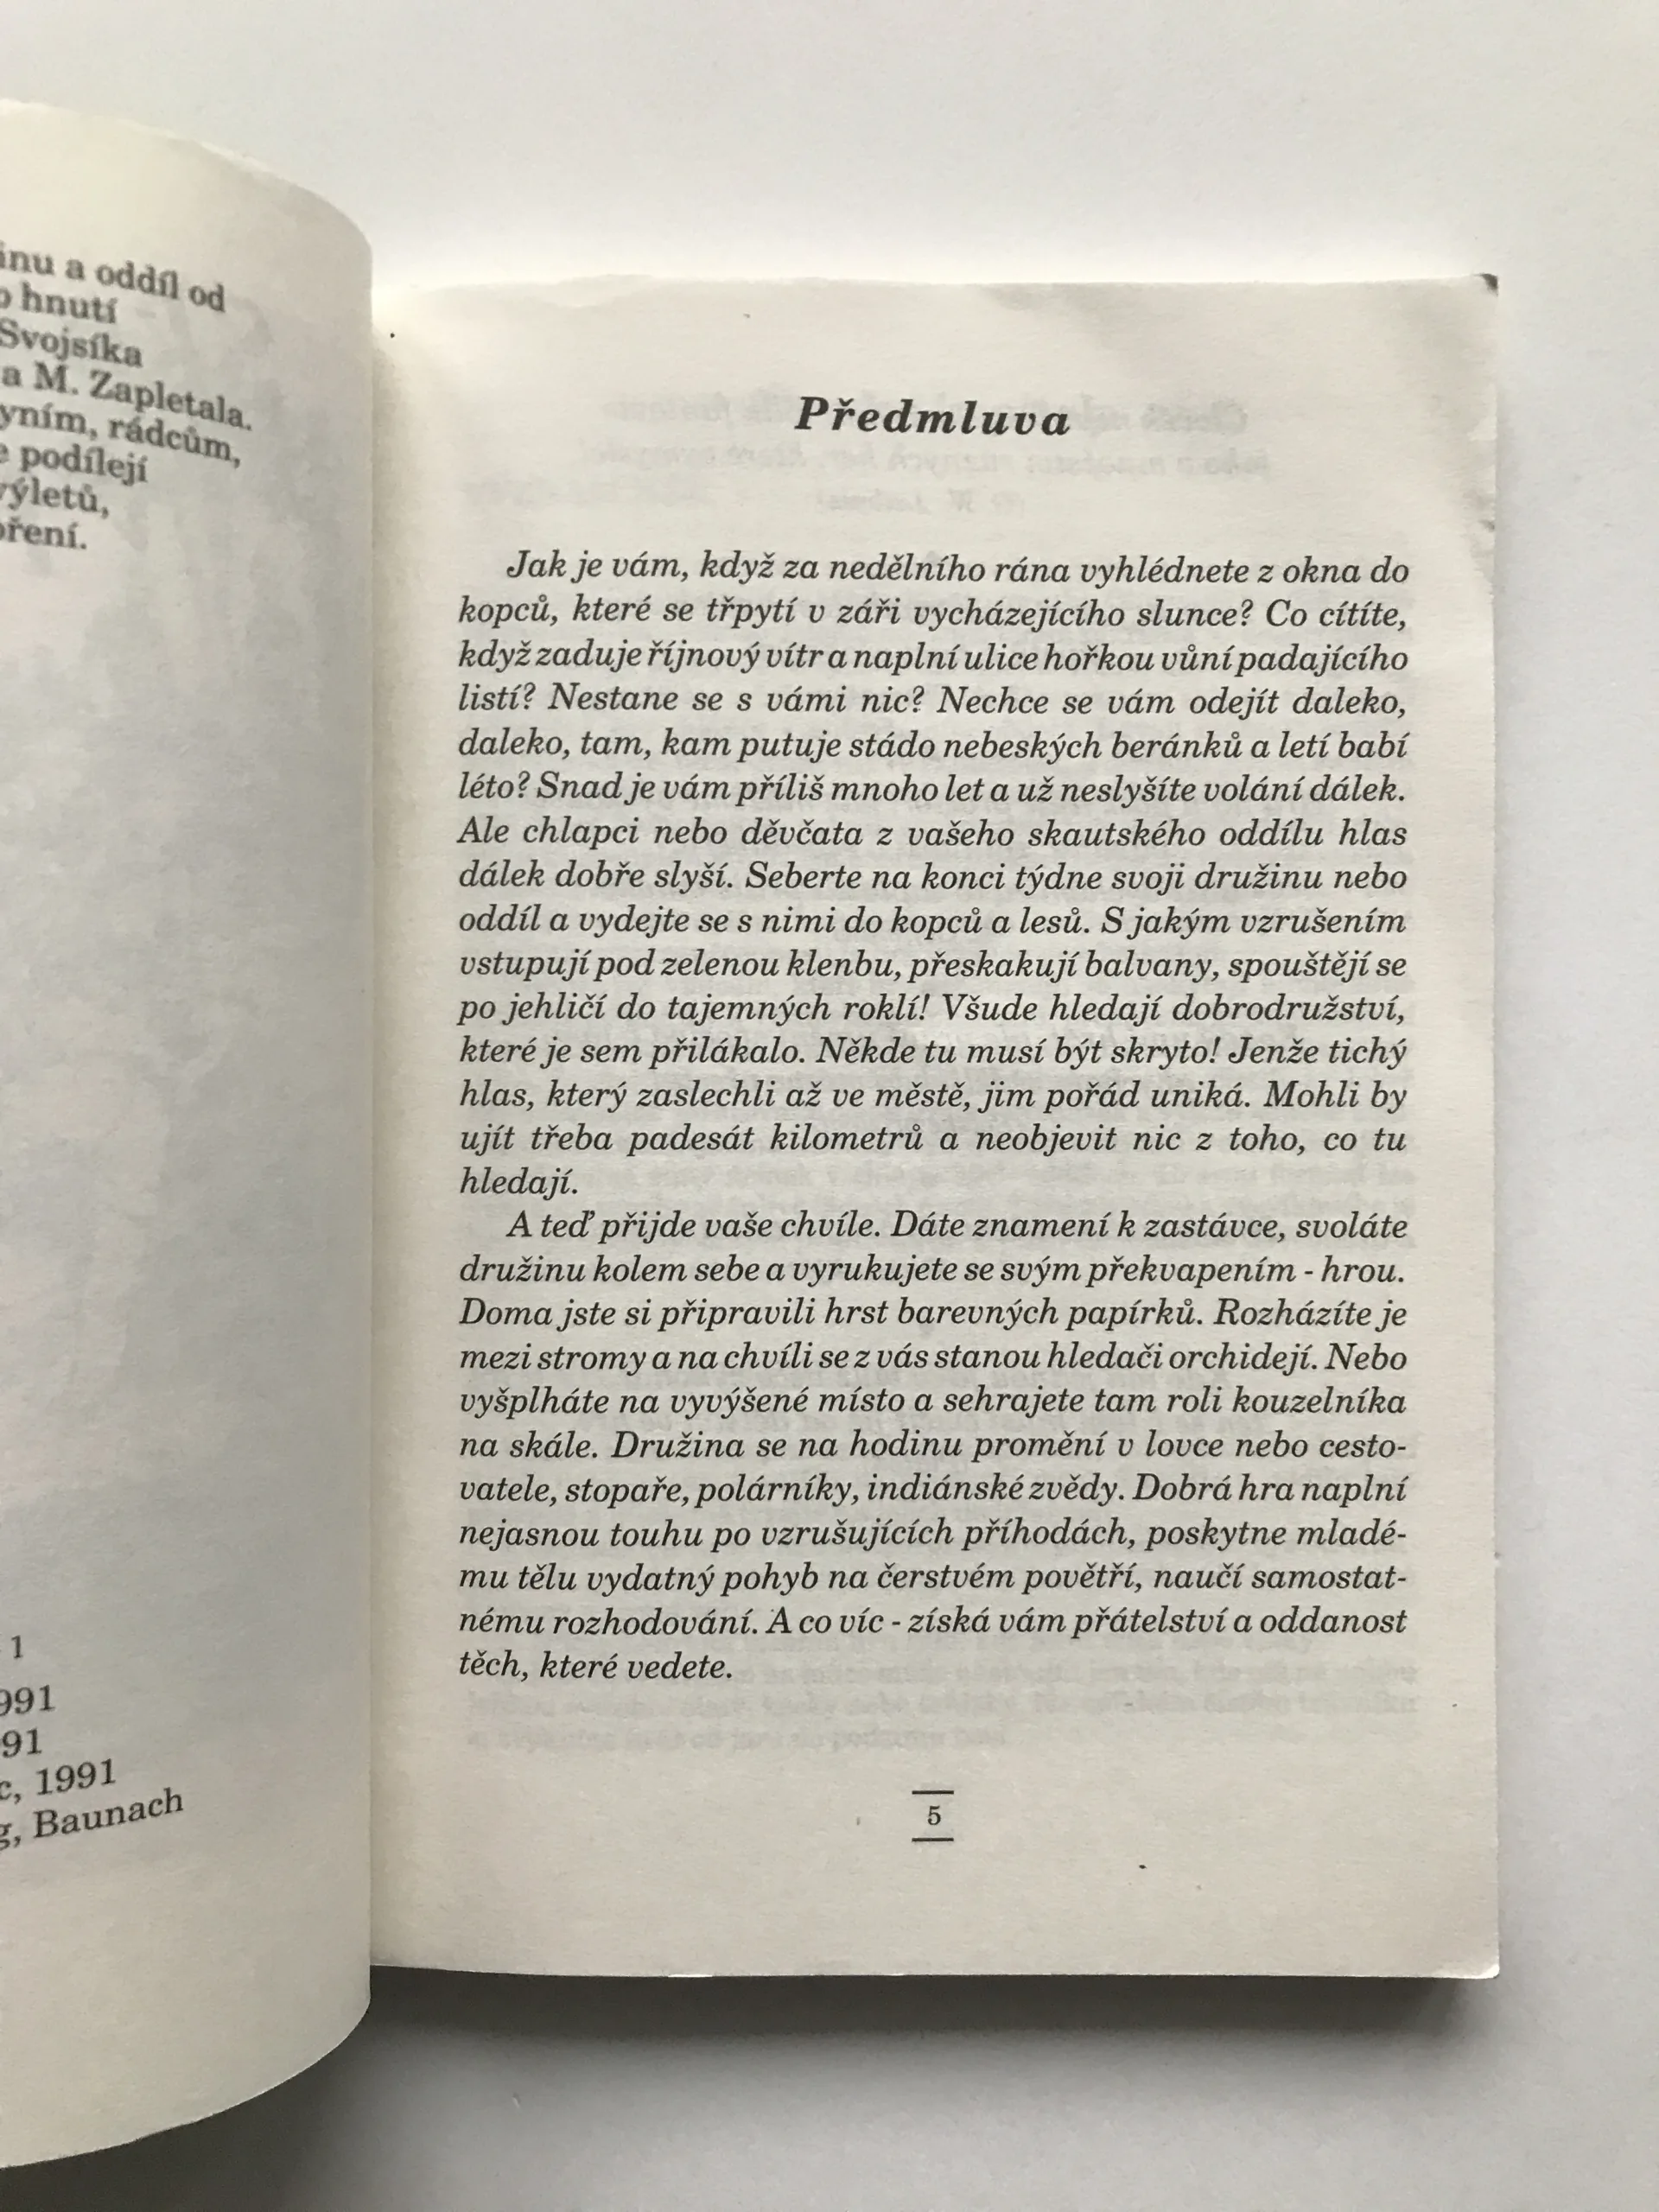 a oddíl od
hnutí
Svojsíka
a M. Zapletala.
rádcům,
podílejí
1
1991
Baunach
Předmluva
Jak je vám, když za nedělního rána vyhlédnete z okna do
kopců, které se třpytí v záři vycházejícího slunce? Co cítíte,
když zaduje říjnový vítr a naplní ulice hořkou vůní padajícího
listí? Nestane se s vámi nic? Nechce se vám odejít daleko,
daleko, tam, kam putuje stádo nebeských beránků a letí babí
léto? Snad je vám příliš mnoho let a už neslyšíte volání dálek.
Ale chlapci nebo děvčata z vašeho skautského oddílu hlas
dálek dobře slyší. Seberte na konci týdne svoji družinu nebo
oddíl a vydejte se s nimi do kopců a lesů. S jakým vzrušením
vstupují pod zelenou klenbu, přeskakují balvany, spouštějí se
po jehličí do tajemných roklí! Všude hledají dobrodružství,
které je sem přilákalo. Někde tu musí být skryto! Jenže tichý
hlas, který zaslechli až ve městě, jim pořád uniká. Mohli by
ujít třeba padesát kilometrů a neobjevit nic z toho, co tu
hledají.
A teď přijde vaše chvíle. Dáte znamení k zastávce, svoláte
družinu kolem sebe a vyrukujete se svým překvapením - hrou.
Doma jste si připravili hrst barevných papírků. Rozházíte je
mezi stromy a na chvíli se z vás stanou hledači orchidejí. Nebo
vyšplháte na vyvýšené místo a sehrajete tam roli kouzelníka
na skále. Družina se na hodinu promění v lovce nebo cesto-
vatele, stopaře, polárníky, indiánské zvědy. Dobrá hra naplní
nejasnou touhu po vzrušujících příhodách, poskytne mladé-
mu tělu vydatný pohyb na čerstvém povětří, naučí samostat-
nému rozhodování. A co víc - získá vám přátelství a oddanost
těch, které vedete.
5